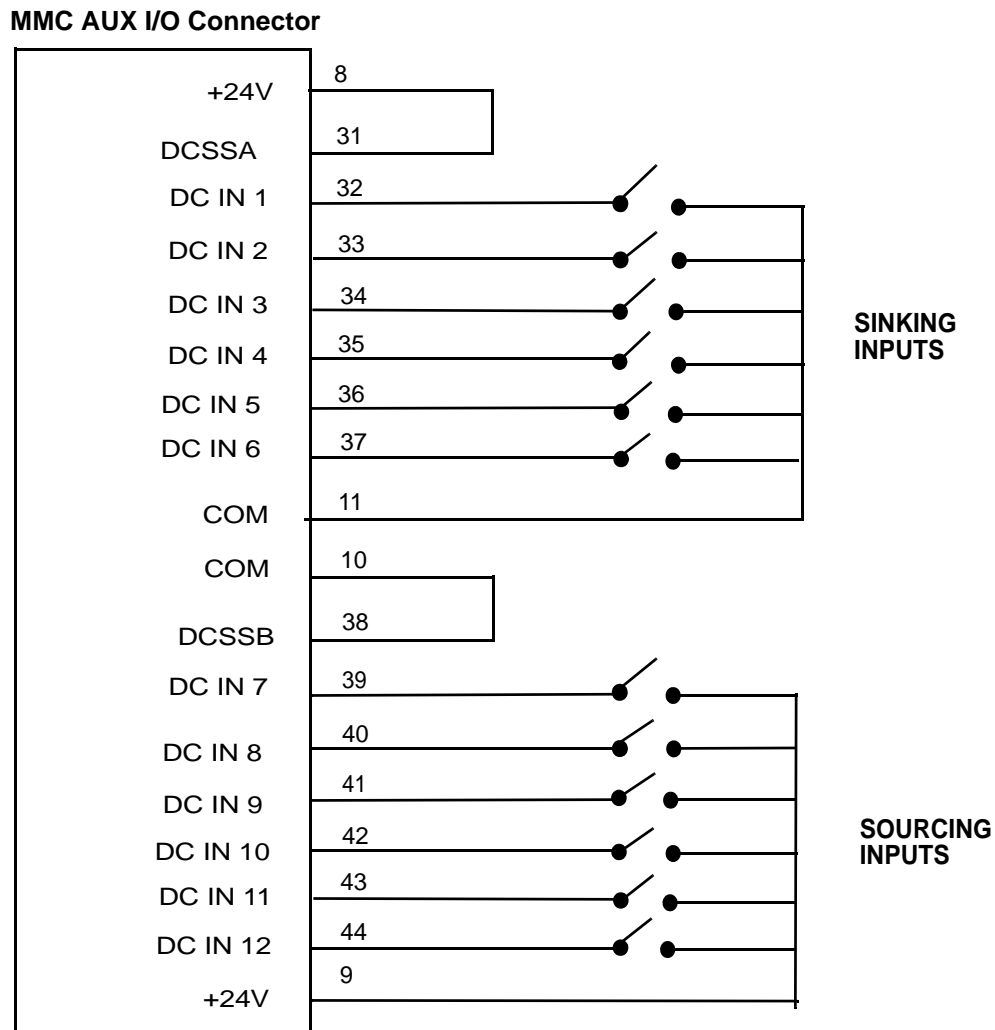 MMC AUX I/O Connector
+24V 8
DCSSA 31
DC IN 1 32
DC IN 2 33
DC IN 3 34
DC IN 4 35
DC IN 5 36
DC IN 6 37
SINKING
INPUTS
COM 11
COM 10
DCSSB 38
DC IN 7 39
DC IN 8 40
DC IN 9 41
DC IN 10 42
DC IN 11 43
DC IN 12 44
+24V 9
SOURCING
INPUTS